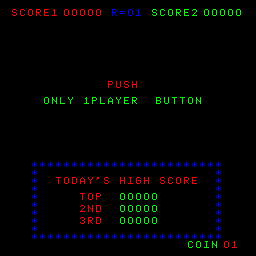 SCORE1 00000 R=01 SCORE2 00000
PUSH
ONLY 1PLAYER BUTTON
TODAY'S HIGH SCORE
TOP 00000
2ND 00000
3RD 00000
COIN 01